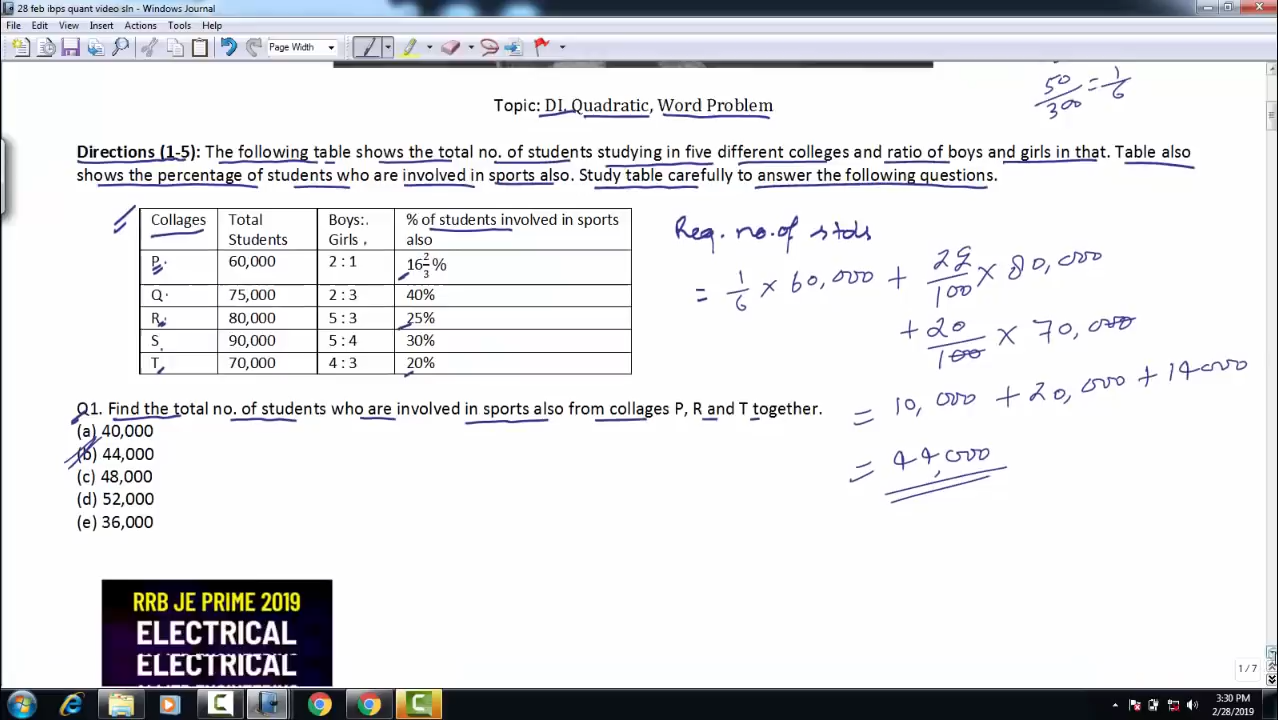 28 feb ibps quant video sln - Windows Journal
File Edit View Insert Actions Tools Help
Page Width
50/300 = 1/6
Topic: DI, Quadratic, Word Problem
Directions (1-5): The following table shows the total no. of students studying in five different colleges and ratio of boys and girls in that. Table also
shows the percentage of students who are involved in sports also. Study table carefully to answer the following questions.
Collages Total Students Boys: Girls % of students involved in sports also
P 60,000 2 : 1 16 2/3%
Q 75,000 2 : 3 40%
R 80,000 5 : 3 25%
S 90,000 5 : 4 30%
T 70,000 4 : 3 20%
Req. no. of stds
= 1/6 × 60,000 + 25/100 × 80,000
+ 20/100 × 70,000
= 10,000 + 20,000 + 14000
= 44,000
Q1. Find the total no. of students who are involved in sports also from collages P, R and T together.
(a) 40,000
(b) 44,000
(c) 48,000
(d) 52,000
(e) 36,000
RRB JE PRIME 2019
ELECTRICAL
ELECTRICAL
1 / 7
3:30 PM
2/28/2019